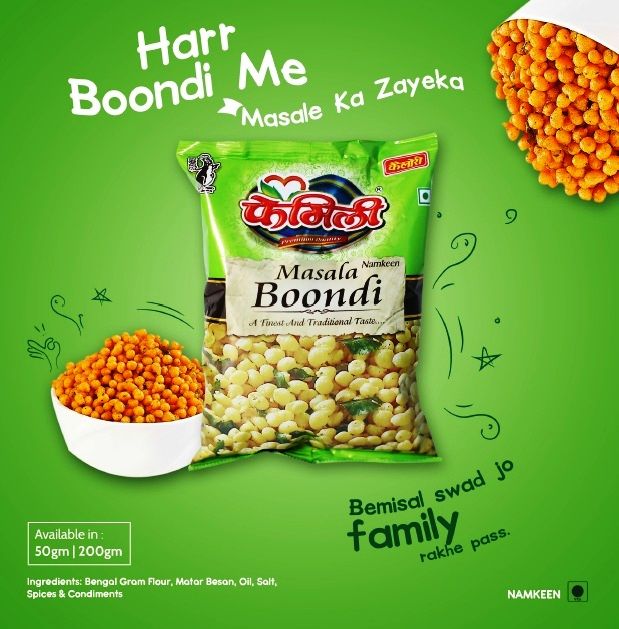 Harr
Boondi Me
Masale Ka Zayeka
कैलोरी
फेमिली
®
Premium Quality
Masala Namkeen
Boondi
A Finest And Traditional Taste....
Bemisal swad jo
family
rakhe pass.
Available in :
50gm | 200gm
Ingredients: Bengal Gram Flour, Matar Besan, Oil, Salt,
Spices & Condiments
NAMKEEN